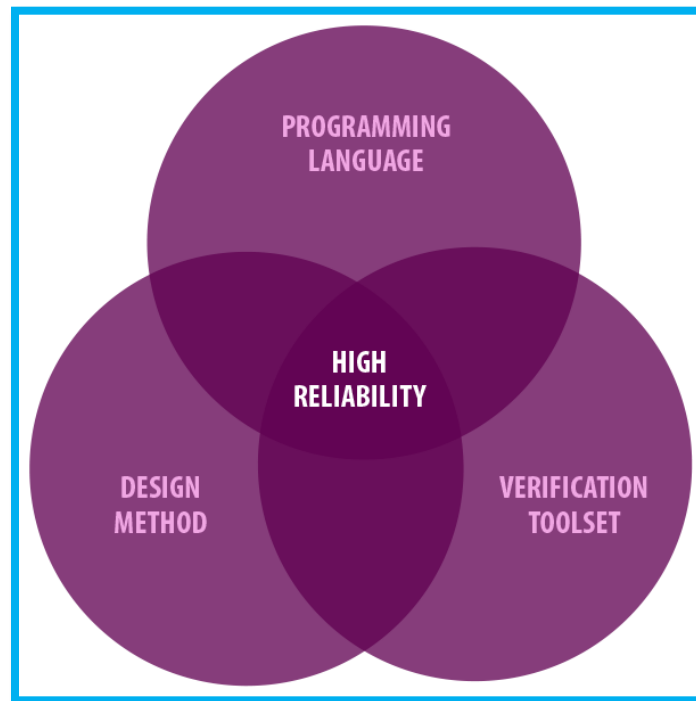 PROGRAMMING
LANGUAGE
HIGH
RELIABILITY
DESIGN
METHOD
VERIFICATION
TOOLSET